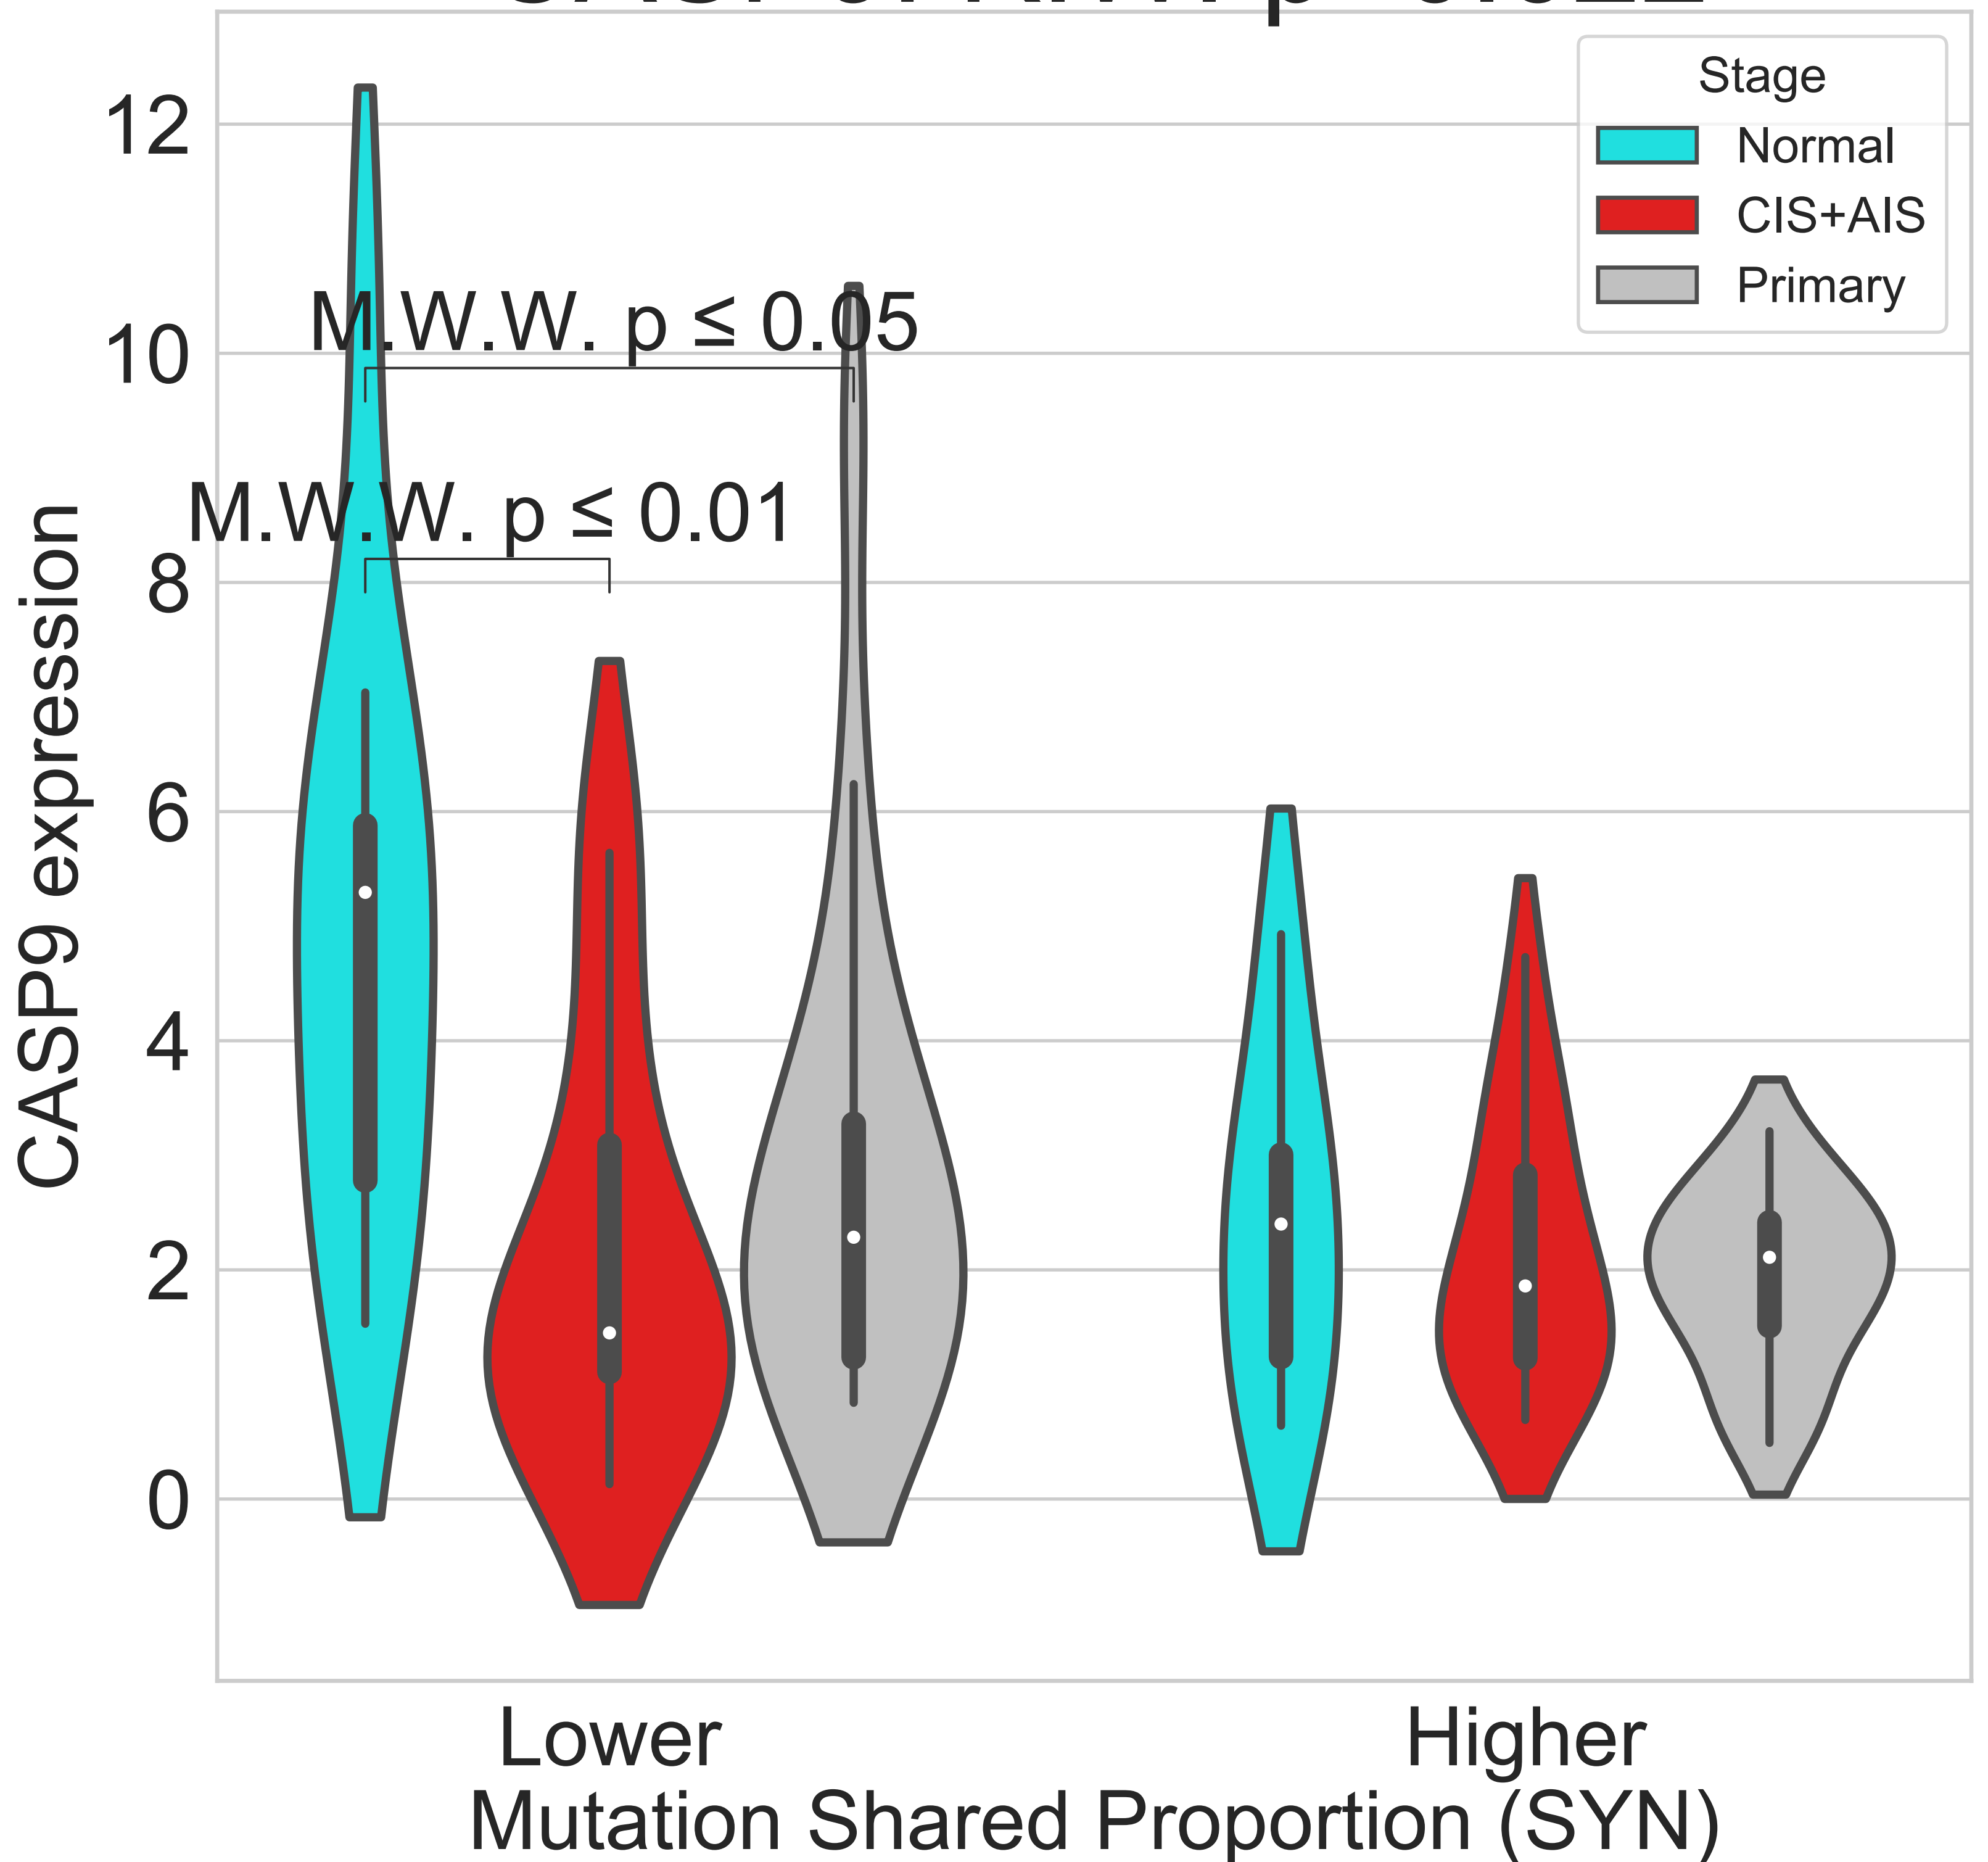 Stage
Normal
CIS+AIS
Primary
12
10
8
6
4
2
0
M.W.W. p ≤ 0.05
M.W.W. p ≤ 0.01
CASP9 expression
Lower
Higher
Mutation Shared Proportion (SYN)